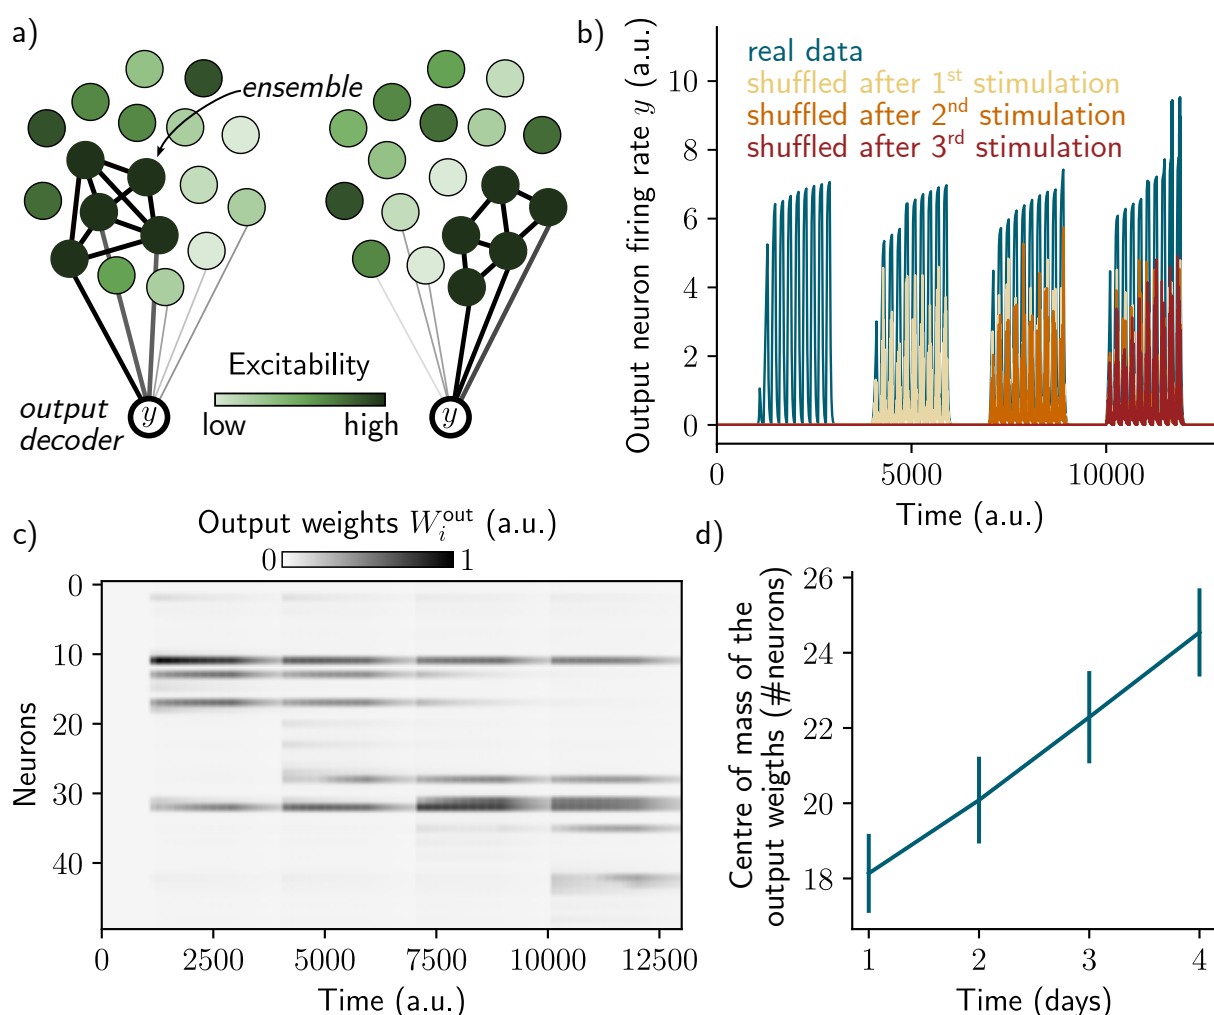 a)
ensemble
Excitability
low
high
output
decoder
y
y
b)
Output neuron firing rate y (a.u.)
real data
shuffled after 1st stimulation
shuffled after 2nd stimulation
shuffled after 3rd stimulation
10
8
6
4
2
0
0
5000
10000
Time (a.u.)
c)
Output weights W_i^out (a.u.)
0
1
Neurons
0
10
20
30
40
0
2500
5000
7500
10000
12500
Time (a.u.)
d)
Centre of mass of the
output weigths (#neurons)
26
24
22
20
18
1
2
3
4
Time (days)